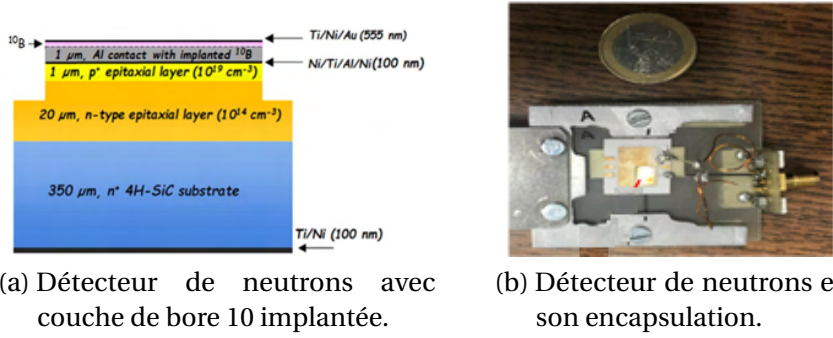 Ti/Ni/Au (555 nm)
¹⁰B
1 µm, Al contact with implanted ¹⁰B
Ni/Ti/Al/Ni (100 nm)
1 µm, p⁺ epitaxial layer (10¹⁹ cm⁻³)
20 µm, n-type epitaxial layer (10¹⁴ cm⁻³)
350 µm, n⁺ 4H-SiC substrate
Ti/Ni (100 nm)
A
A
(a) Détecteur de neutrons avec
couche de bore 10 implantée.
(b) Détecteur de neutrons e
son encapsulation.